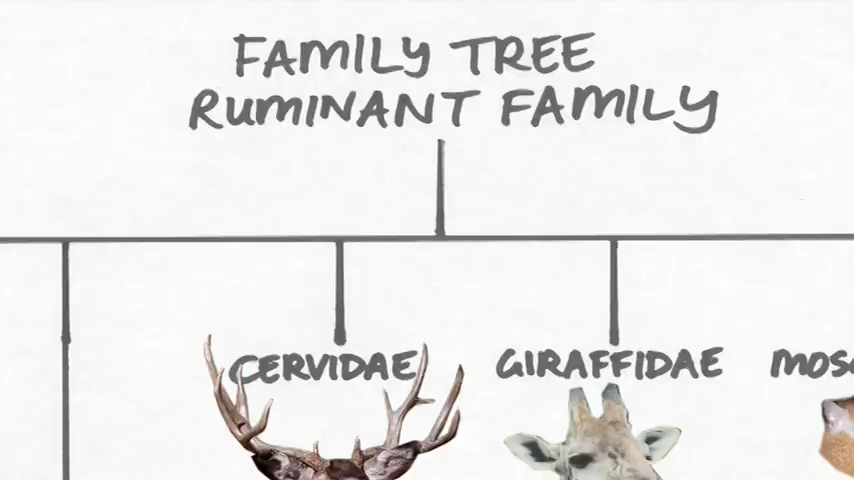 FAMILY TREE
RUMINANT FAMILY
CERVIDAE GIRAFFIDAE